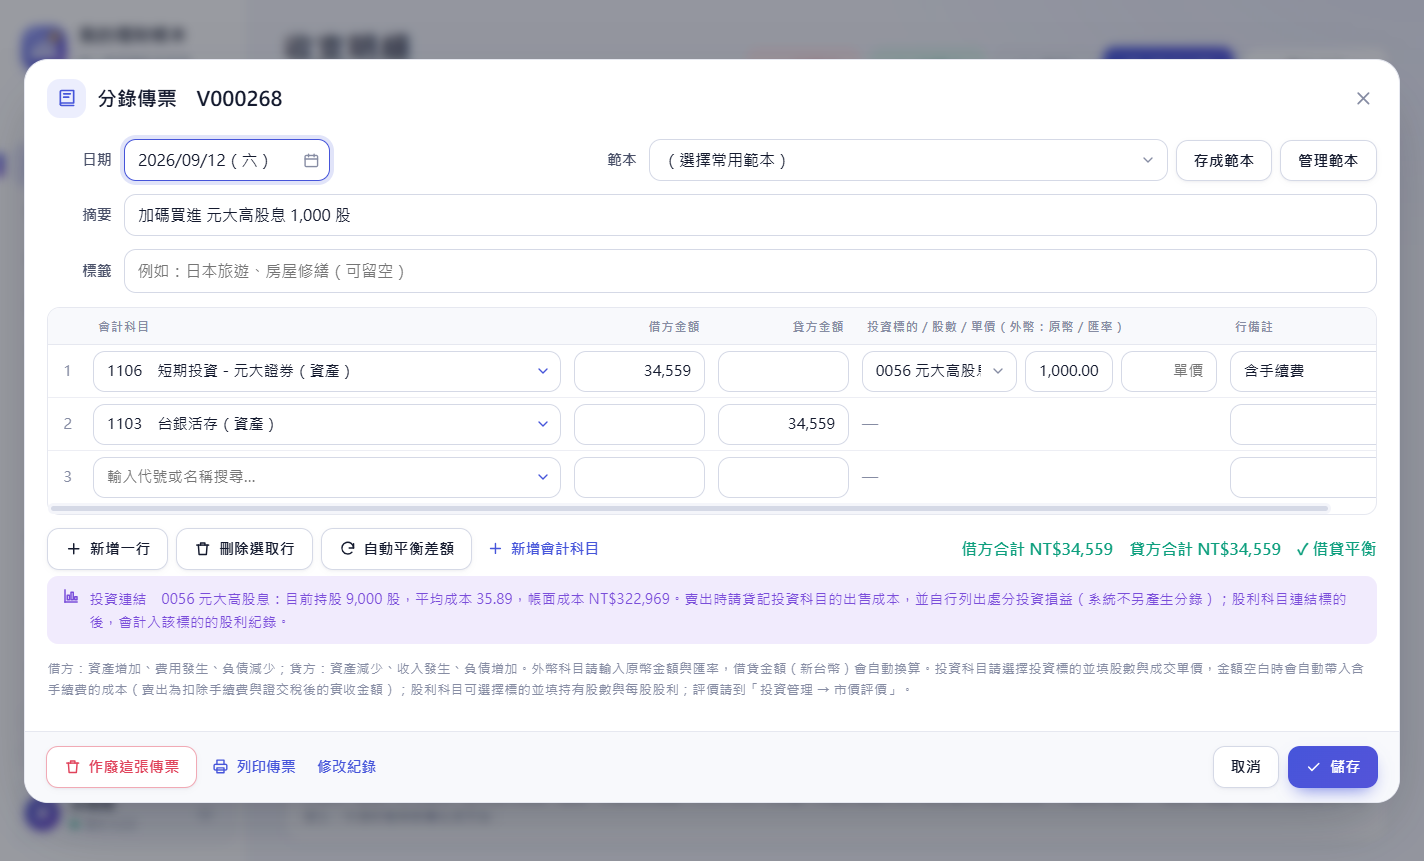 分錄傳票 V000268
日期 2026/09/12 ( 六 ) 範本 ( 選擇常用範本 ) 存成範本 管理範本
摘要 加碼買進 元大高股息 1,000 股
標籤 例如：日本旅遊、房屋修繕 ( 可留空 )
會計科目 借方金額 貸方金額 投資標的 / 股數 / 單價 ( 外幣：原幣 / 匯率 ) 行備註
1 1106 短期投資 - 元大證券 ( 資產 ) 34,559 0056 元大高股息 1,000.00 單價 含手續費
2 1103 台銀活存 ( 資產 ) 34,559 —
3 輸入代號或名稱搜尋... —
新增一行 刪除選取行 自動平衡差額 + 新增會計科目 借方合計 NT$34,559 貸方合計 NT$34,559 ✓ 借貸平衡
投資連結 0056 元大高股息：目前持股 9,000 股，平均成本 35.89，帳面成本 NT$322,969。賣出時請貸記投資科目的出售成本，並自行列出處分投資損益 ( 系統不另產生分錄 )；股利科目連結標的
後，會計入該標的的股利紀錄。
借方：資產增加、費用發生、負債減少；貸方：資產減少、收入發生、負債增加。外幣科目請輸入原幣金額與匯率，借貸金額 ( 新台幣 ) 會自動換算。投資科目請選擇投資標的並填股數與成交單價，金額空白時會自動帶入含
手續費的成本 ( 賣出為扣除手續費與證交稅後的實收金額 )；股利科目可選擇標的並填持有股數與每股股利；評價請到「投資管理 → 市價評價」。
作廢這張傳票 列印傳票 修改紀錄 取消 儲存